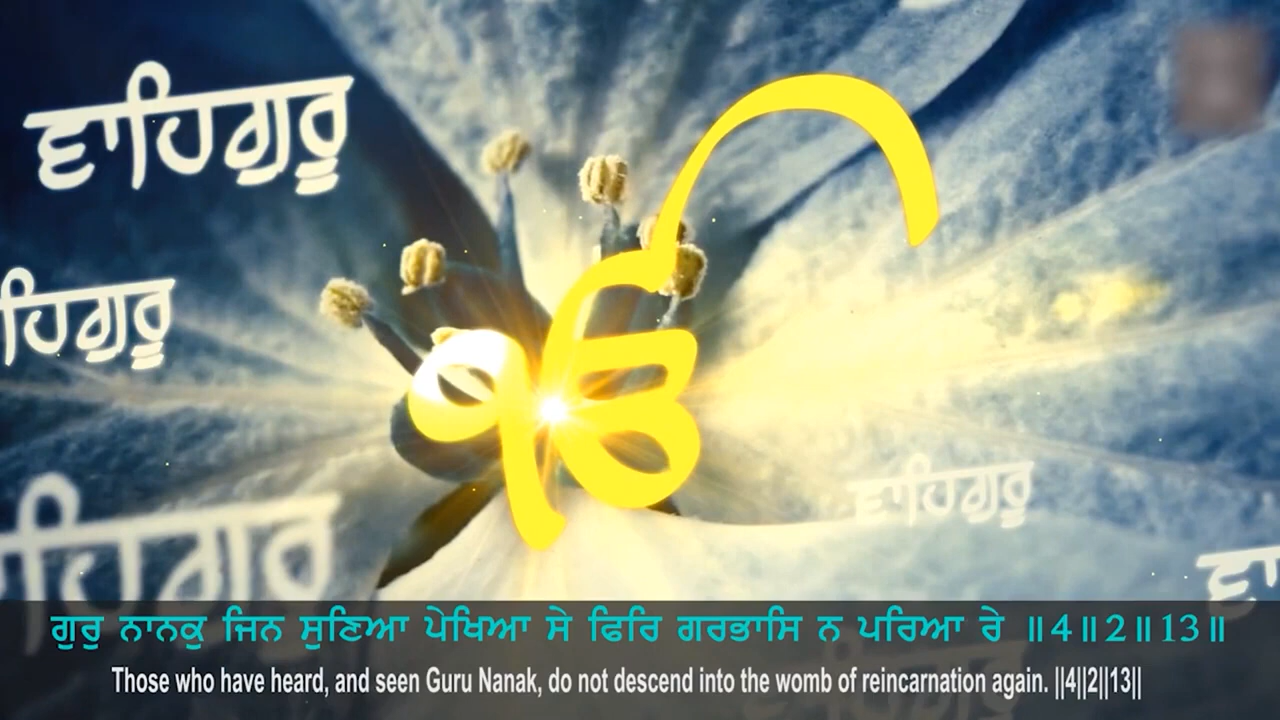 ਵਾਹਿਗੁਰੂ
ਹਿਗੁਰੂ
ੴ
ਵਾਹਿਗੁਰੂ
ਹਿਗੁਰੂ
ਵਾ
ਗੁਰੁ ਨਾਨਕੁ ਜਿਨ ਸੁਣਿਆ ਪੇਖਿਆ ਸੇ ਫਿਰਿ ਗਰਭਾਸਿ ਨ ਪਰਿਆ ਰੇ ॥4॥2॥13॥
Those who have heard, and seen Guru Nanak, do not descend into the womb of reincarnation again. ||4||2||13||